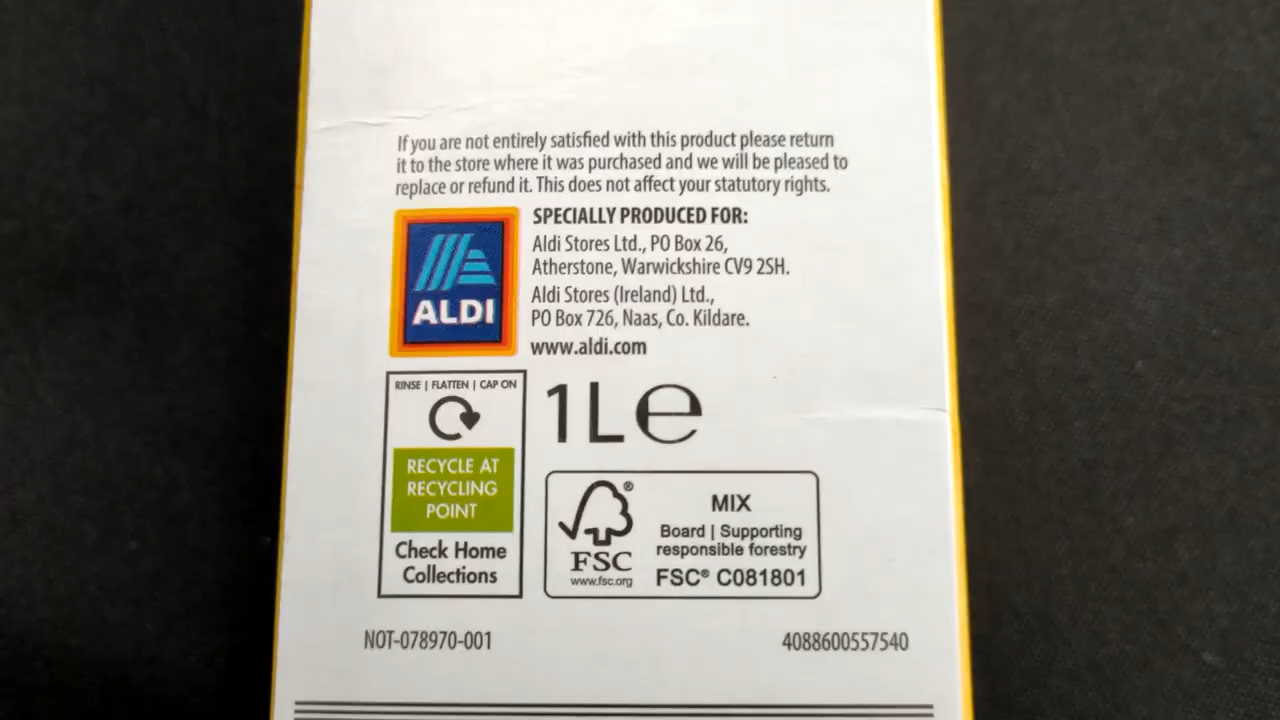 If you are not entirely satisfied with this product please return
it to the store where it was purchased and we will be pleased to
replace or refund it. This does not affect your statutory rights.
SPECIALLY PRODUCED FOR:
Aldi Stores Ltd., PO Box 26,
Atherstone, Warwickshire CV9 2SH.
Aldi Stores (Ireland) Ltd.,
PO Box 726, Naas, Co. Kildare.
www.aldi.com
ALDI
RINSE | FLATTEN | CAP ON
RECYCLE AT
RECYCLING
POINT
Check Home
Collections
1L℮
FSC
®
www.fsc.org
MIX
Board | Supporting
responsible forestry
FSC® C081801
NOT-078970-001
4088600557540